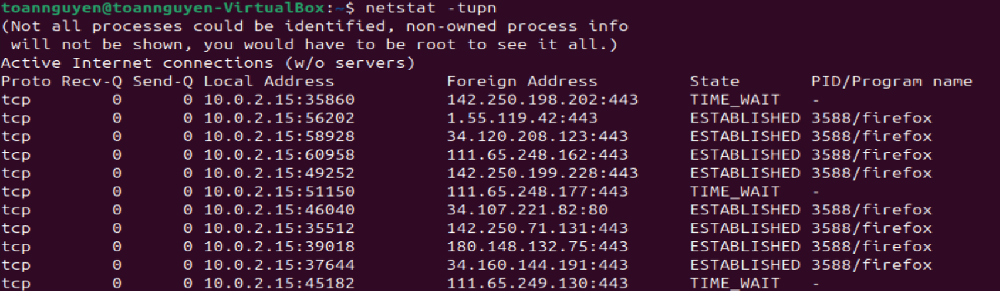 toannguyen@toannguyen-VirtualBox:~$ netstat -tupn
(Not all processes could be identified, non-owned process info
 will not be shown, you would have to be root to see it all.)
Active Internet connections (w/o servers)
Proto Recv-Q Send-Q Local Address           Foreign Address         State       PID/Program name
tcp        0      0 10.0.2.15:35860         142.250.198.202:443     TIME_WAIT   -
tcp        0      0 10.0.2.15:56202         1.55.119.42:443         ESTABLISHED 3588/firefox
tcp        0      0 10.0.2.15:58928         34.120.208.123:443      ESTABLISHED 3588/firefox
tcp        0      0 10.0.2.15:60958         111.65.248.162:443      ESTABLISHED 3588/firefox
tcp        0      0 10.0.2.15:49252         142.250.199.228:443     ESTABLISHED 3588/firefox
tcp        0      0 10.0.2.15:51150         111.65.248.177:443      TIME_WAIT   -
tcp        0      0 10.0.2.15:46040         34.107.221.82:80        ESTABLISHED 3588/firefox
tcp        0      0 10.0.2.15:35512         142.250.71.131:443      ESTABLISHED 3588/firefox
tcp        0      0 10.0.2.15:39018         180.148.132.75:443      ESTABLISHED 3588/firefox
tcp        0      0 10.0.2.15:37644         34.160.144.191:443      ESTABLISHED 3588/firefox
tcp        0      0 10.0.2.15:45182         111.65.249.130:443      TIME_WAIT   -